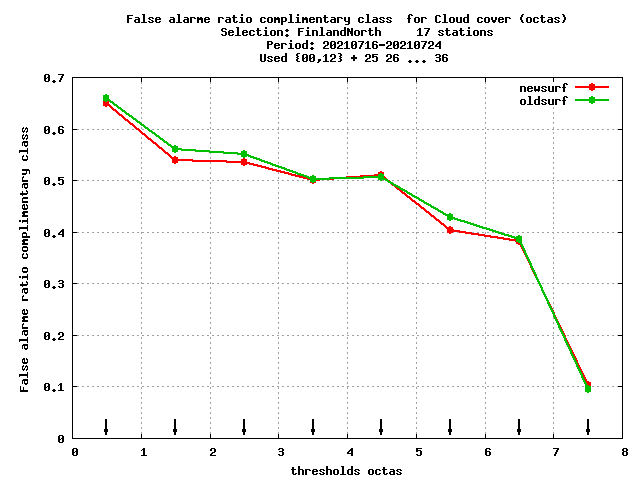 False alarme ratio complimentary class  for Cloud cover (octas)
Selection: FinlandNorth     17 stations
Period: 20210716-20210724
Used {00,12} + 25 26 ... 36
newsurf
oldsurf
False alarme ratio complimentary class
0.7
0.6
0.5
0.4
0.3
0.2
0.1
0
0 1 2 3 4 5 6 7 8
thresholds octas